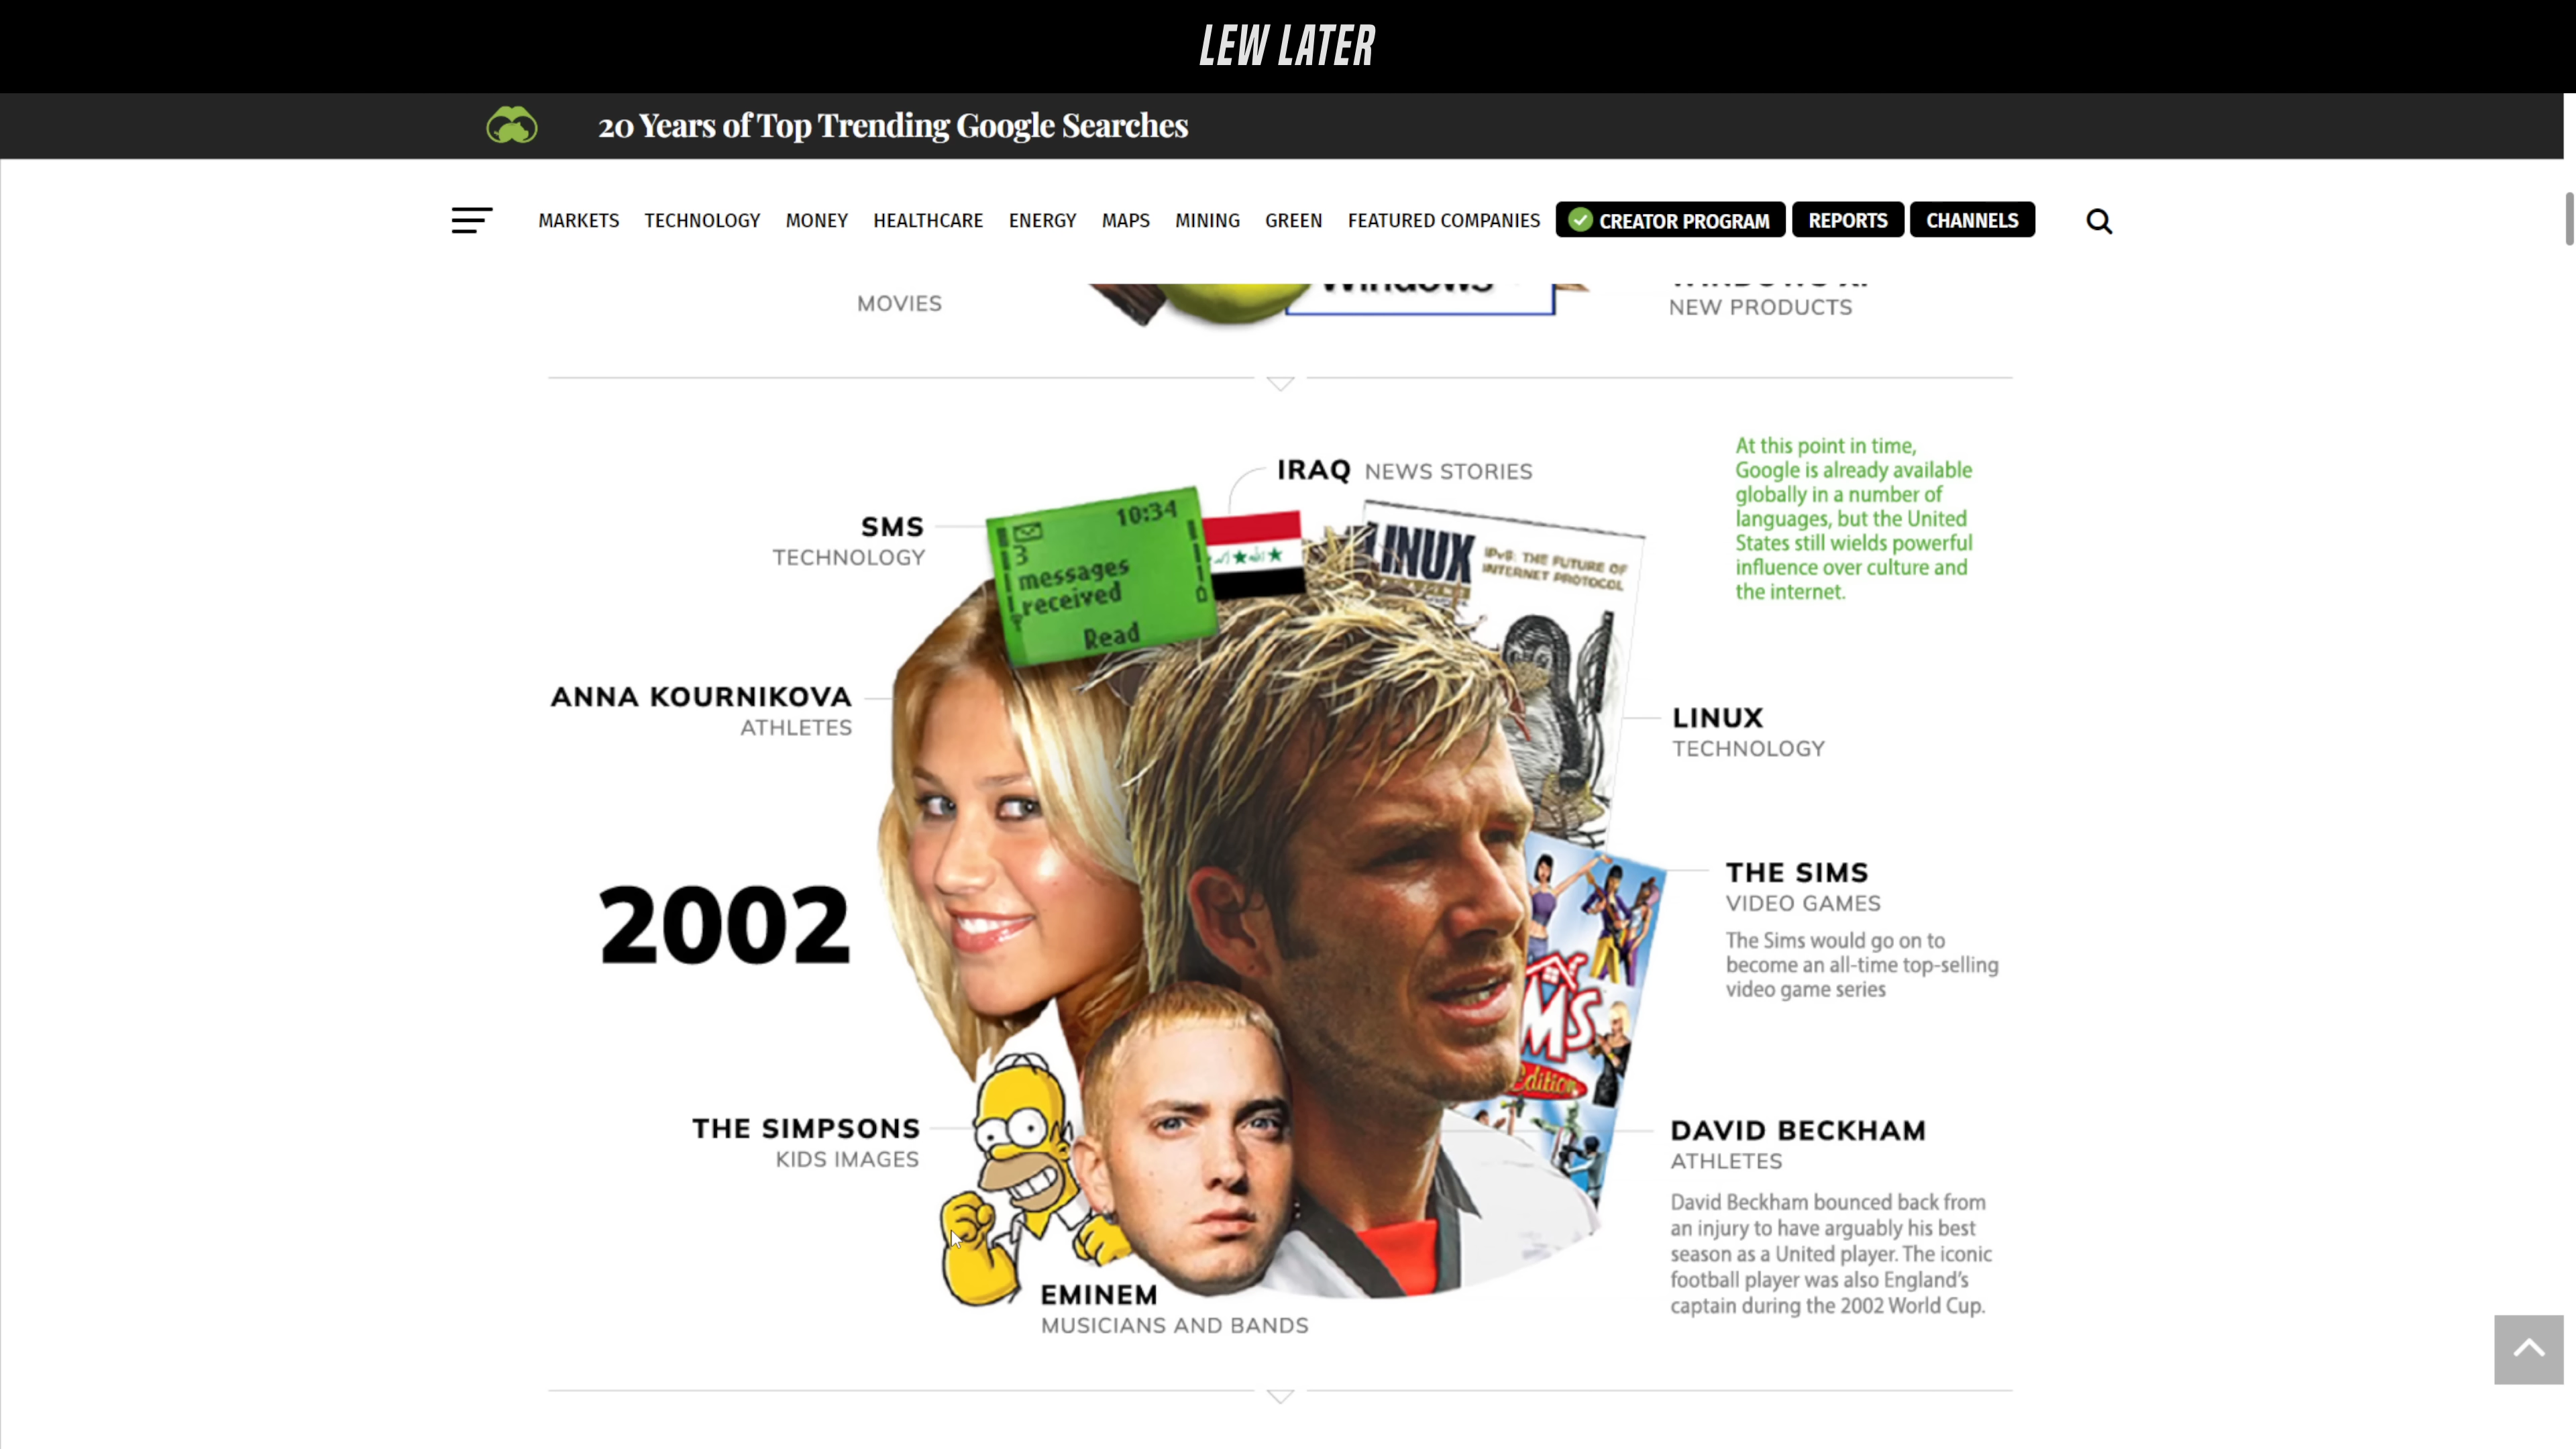 LEW LATER
20 Years of Top Trending Google Searches
MARKETS TECHNOLOGY MONEY HEALTHCARE ENERGY MAPS MINING GREEN FEATURED COMPANIES CREATOR PROGRAM REPORTS CHANNELS
MOVIES
Windows
NEW PRODUCTS
IRAQ NEWS STORIES
At this point in time,
Google is already available
globally in a number of
languages, but the United
States still wields powerful
influence over culture and
the internet.
SMS
TECHNOLOGY
10:34
3
messages
received
Read
LINUX
IPv6: THE FUTURE OF
INTERNET PROTOCOL
ANNA KOURNIKOVA
ATHLETES
LINUX
TECHNOLOGY
2002
THE SIMS
VIDEO GAMES
The Sims would go on to
become an all-time top-selling
video game series
MS
Edition
THE SIMPSONS
KIDS IMAGES
DAVID BECKHAM
ATHLETES
David Beckham bounced back from
an injury to have arguably his best
season as a United player. The iconic
football player was also England's
captain during the 2002 World Cup.
EMINEM
MUSICIANS AND BANDS